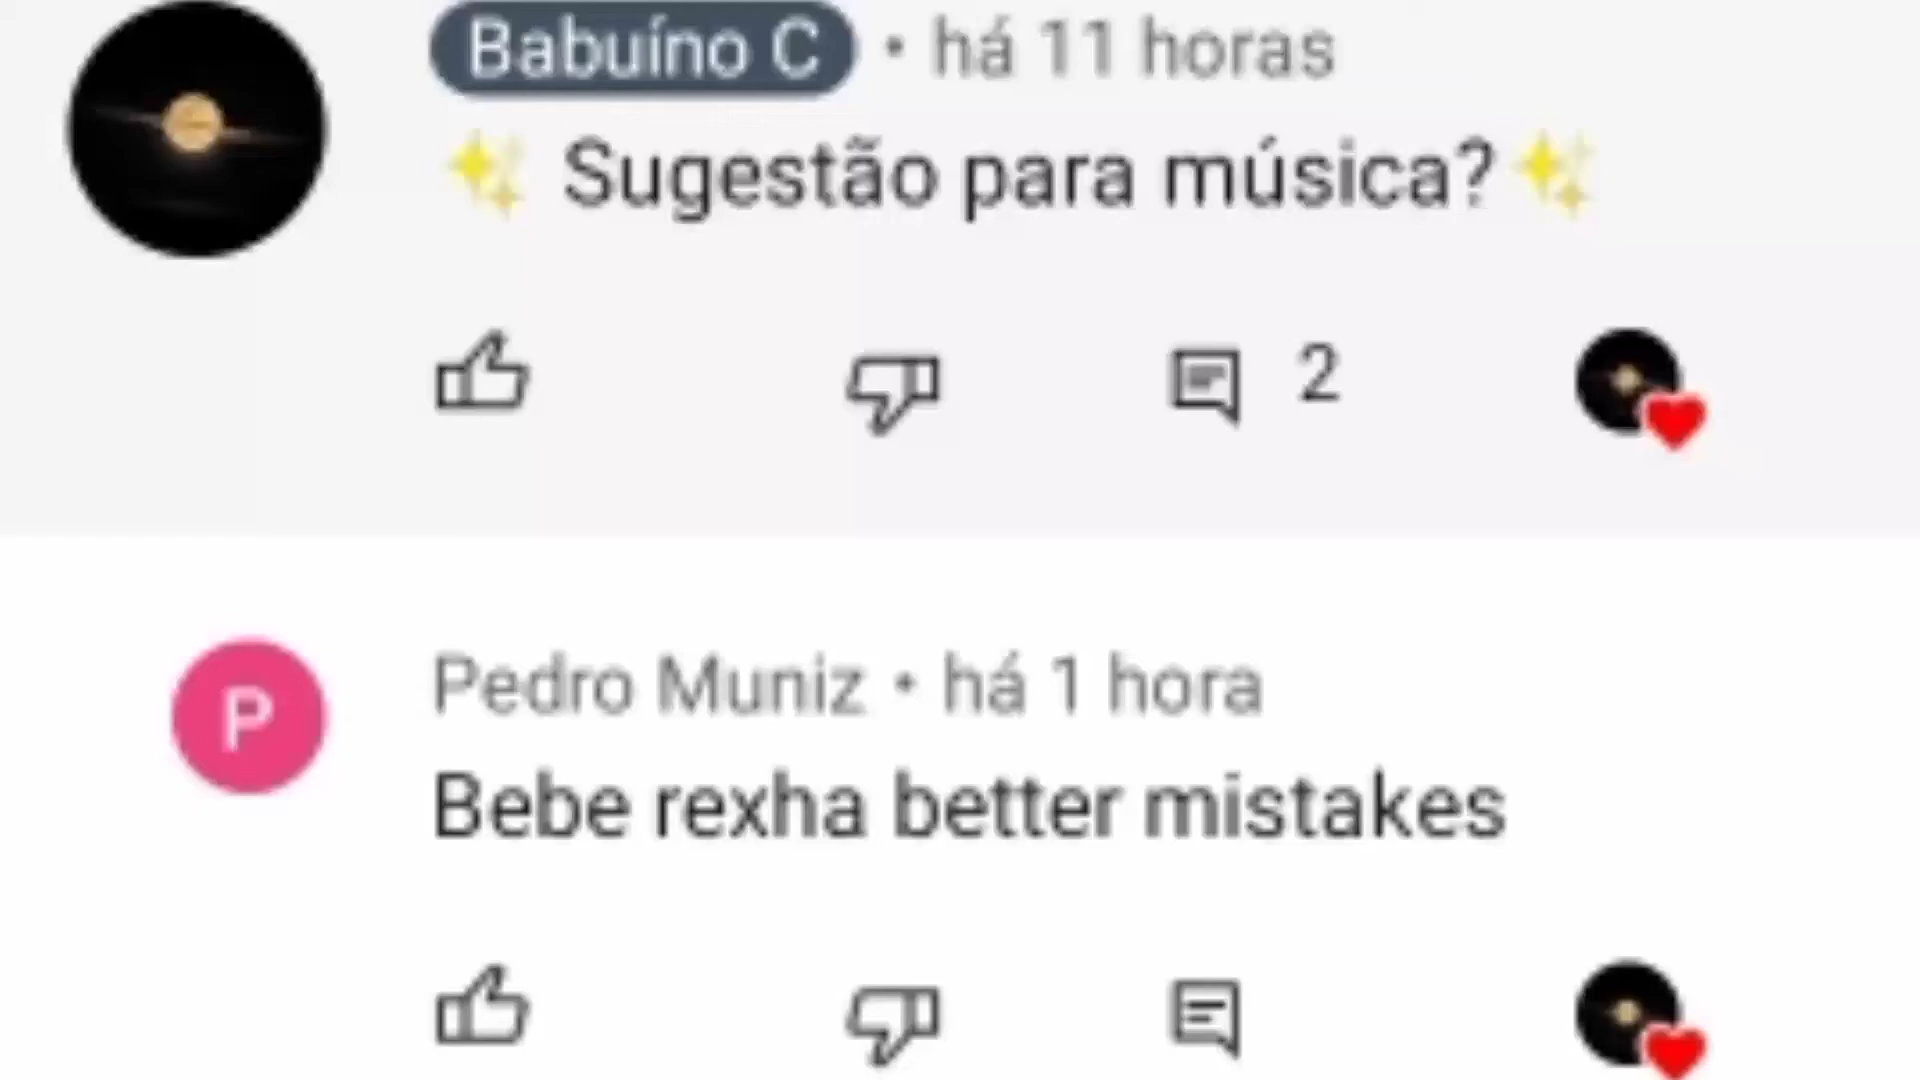 Babuíno C • há 11 horas
✨ Sugestão para música?✨
2
P
Pedro Muniz • há 1 hora
Bebe rexha better mistakes